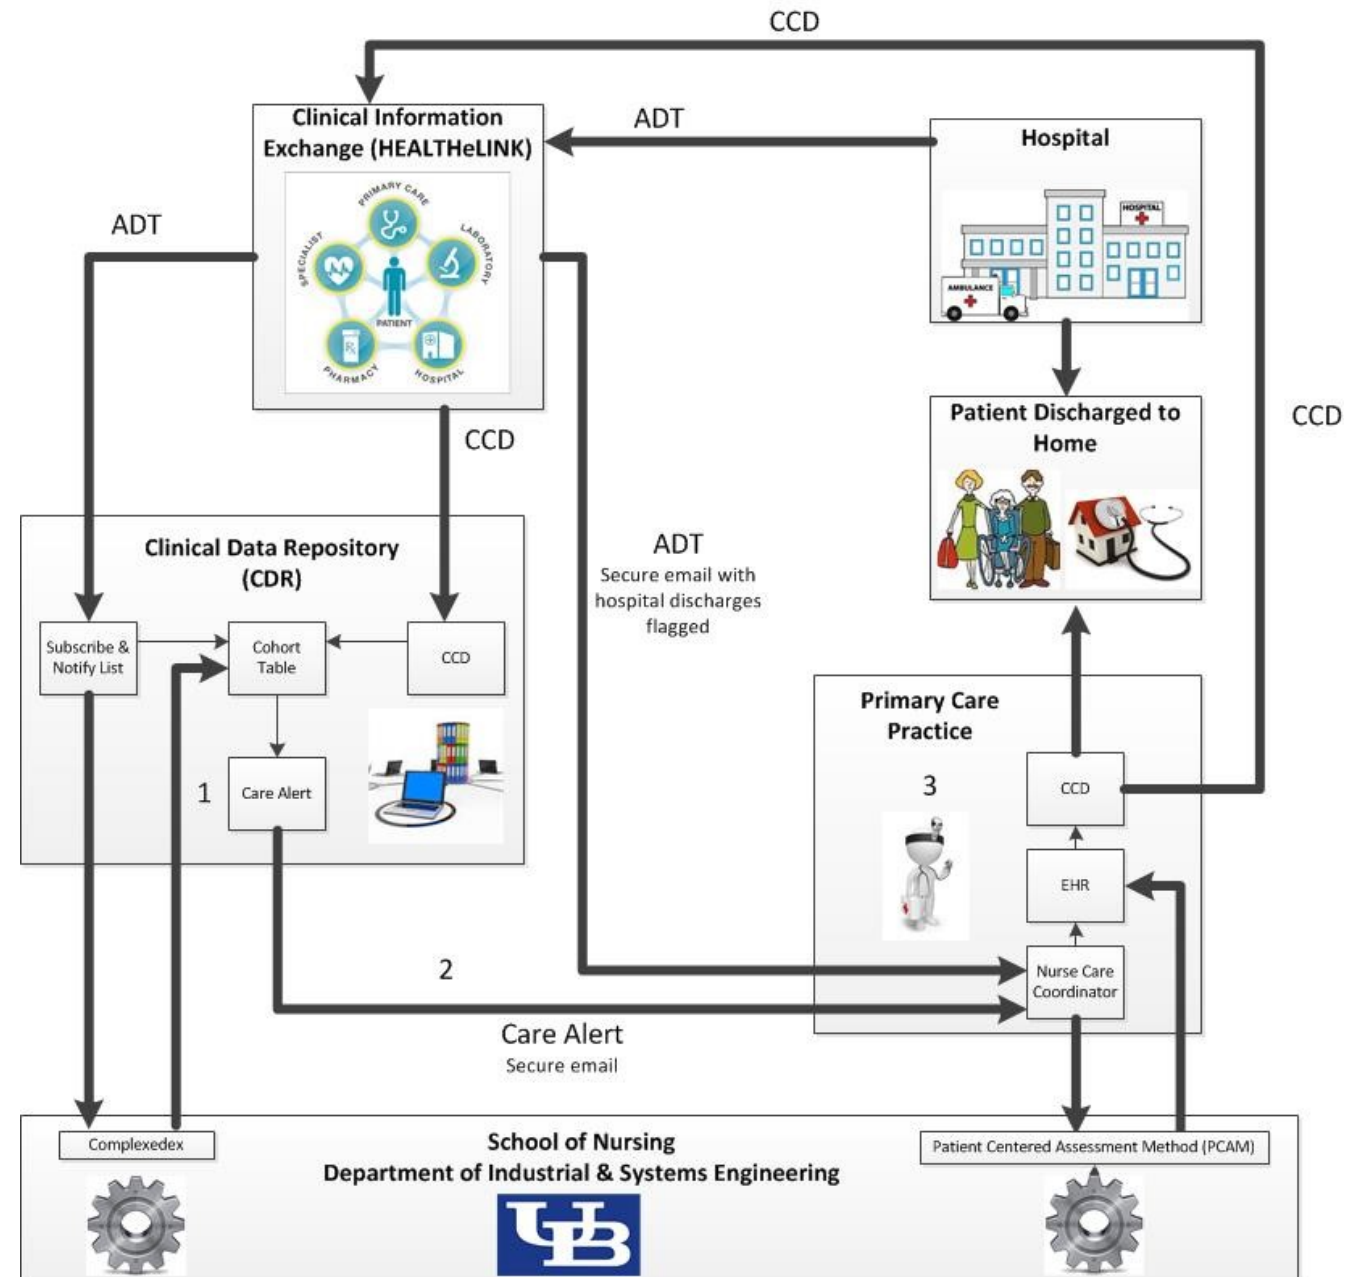 CCD
Clinical Information
Exchange (HEALTHeLINK)
PRIMARY CARE
LABORATORY
HOSPITAL
PHARMACY
SPECIALIST
PATIENT
Rx
ADT
Hospital
HOSPITAL
AMBULANCE
ADT
CCD
Patient Discharged to
Home
CCD
Clinical Data Repository
(CDR)
Subscribe &
Notify List
Cohort
Table
CCD
1
Care Alert
ADT
Secure email with
hospital discharges
flagged
Primary Care
Practice
3
CCD
EHR
Nurse Care
Coordinator
2
Care Alert
Secure email
Complexedex
School of Nursing
Department of Industrial & Systems Engineering
UB
Patient Centered Assessment Method (PCAM)